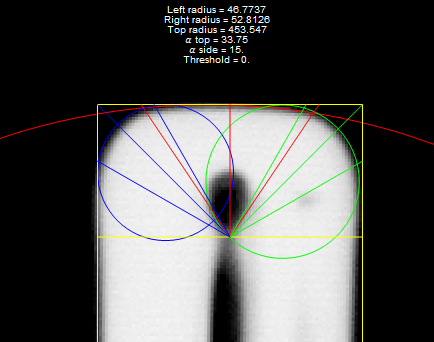 Left radius = 46.7737
Right radius = 52.8126
Top radius = 453.547
α top = 33.75
α side = 15.
Threshold = 0.